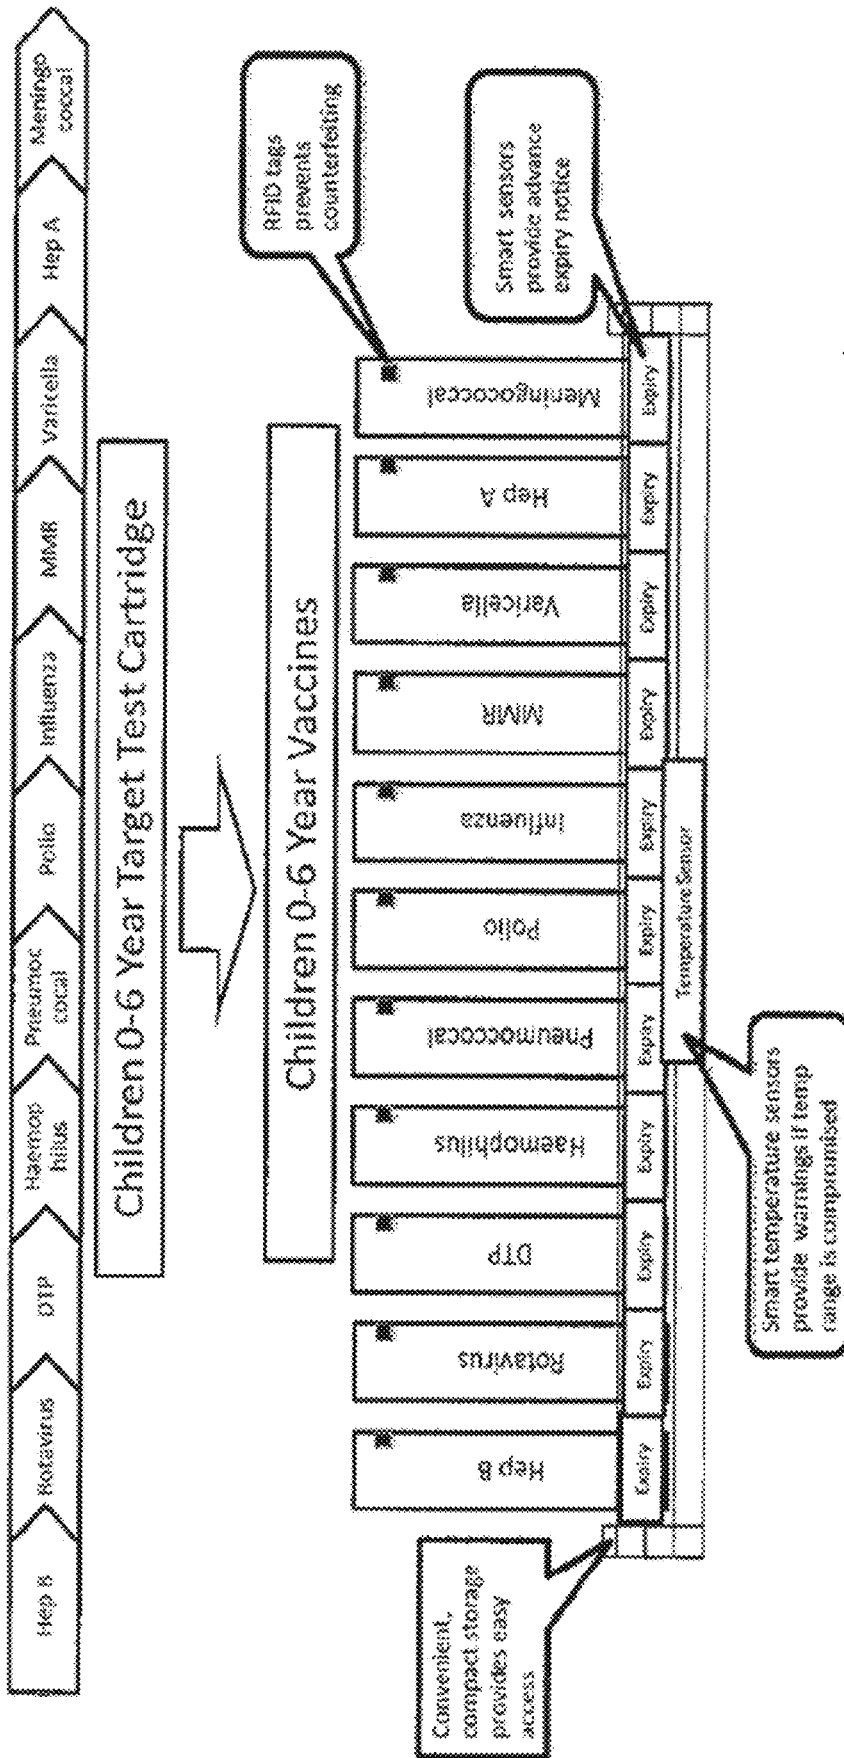 Hep B
Rotavirus
DTP
Haemop
hilus
Pneumoc
cocal
Polio
Influenza
MMR
Varicella
Hep A
Meningo
coccal
Children 0-6 Year Target Test Cartridge
Children 0-6 Year Vaccines
RFID tags
prevents
counterfeiting
Hep B
Rotavirus
DTP
Haemophilus
Pneumoccocal
Polio
Influenza
MMR
Varicella
Hep A
Meningococcal
Convenient,
compact storage
provides easy
access
Expiry
Expiry
Expiry
Expiry
Expiry
Expiry
Expiry
Expiry
Expiry
Expiry
Expiry
Smart sensors
provide advance
expiry notice
Temperature Sensor
Smart temperature sensors
provide warnings if temp
range is compromised